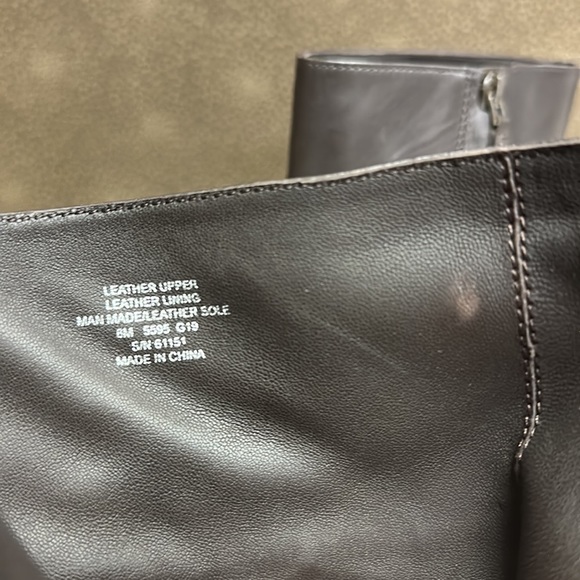 LEATHER UPPER
LEATHER LINING
MAN MADE/LEATHER SOLE
8M 5595 G19
S/N 61151
MADE IN CHINA